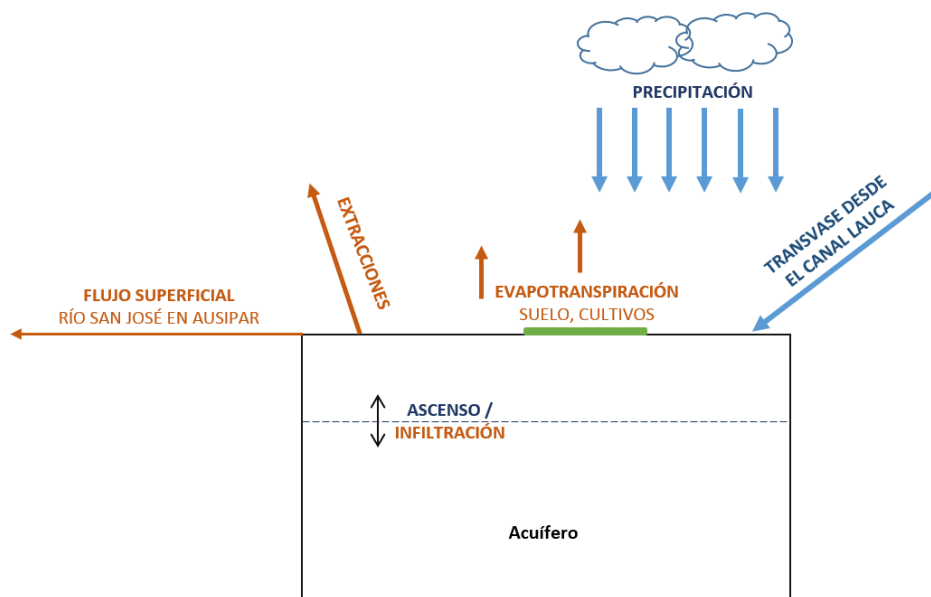 PRECIPITACIÓN
TRANSVASE DESDE
EL CANAL LAUCA
EXTRACCIONES
FLUJO SUPERFICIAL
RÍO SAN JOSÉ EN AUSIPAR
EVAPOTRANSPIRACIÓN
SUELO, CULTIVOS
ASCENSO /
INFILTRACIÓN
Acuífero